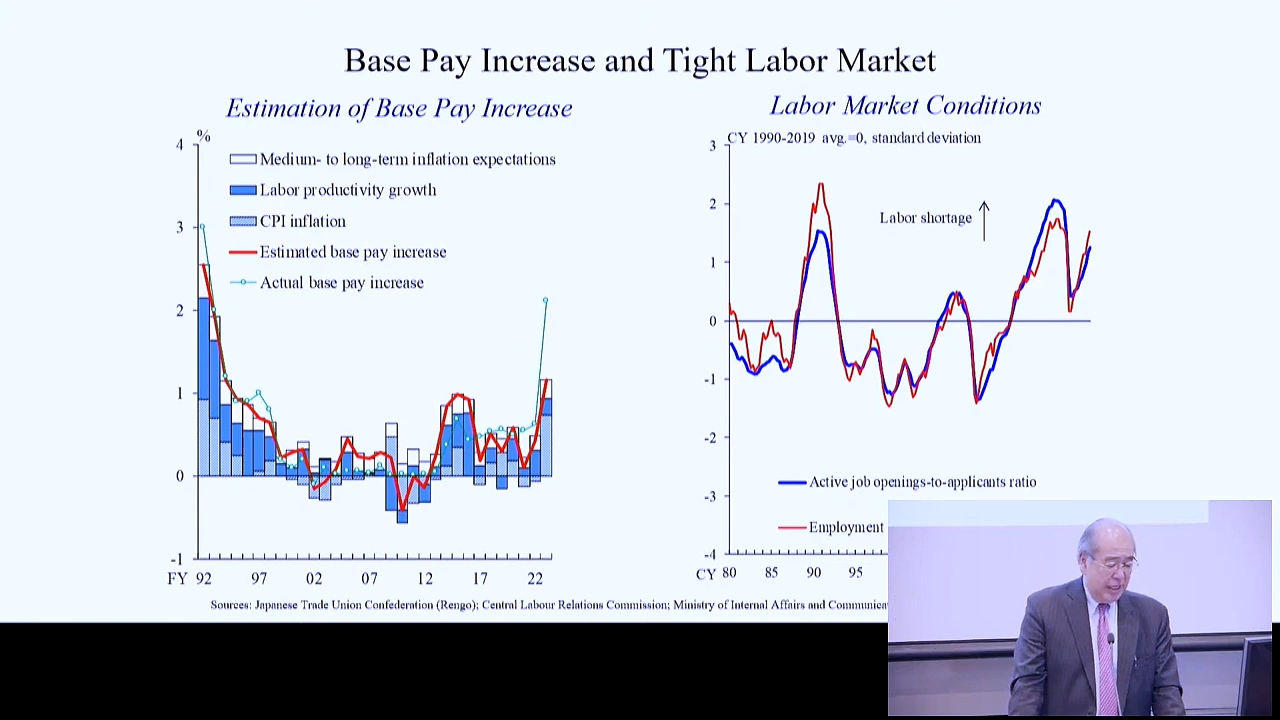 Base Pay Increase and Tight Labor Market
Estimation of Base Pay Increase
%
4
3
2
1
0
-1
Medium- to long-term inflation expectations
Labor productivity growth
CPI inflation
Estimated base pay increase
Actual base pay increase
FY 92 97 02 07 12 17 22
Labor Market Conditions
CY 1990-2019 avg.=0, standard deviation
3
2
1
0
-1
-2
-3
-4
Labor shortage
Active job openings-to-applicants ratio
Employment
CY 80 85 90 95
Sources: Japanese Trade Union Confederation (Rengo); Central Labour Relations Commission; Ministry of Internal Affairs and Communica